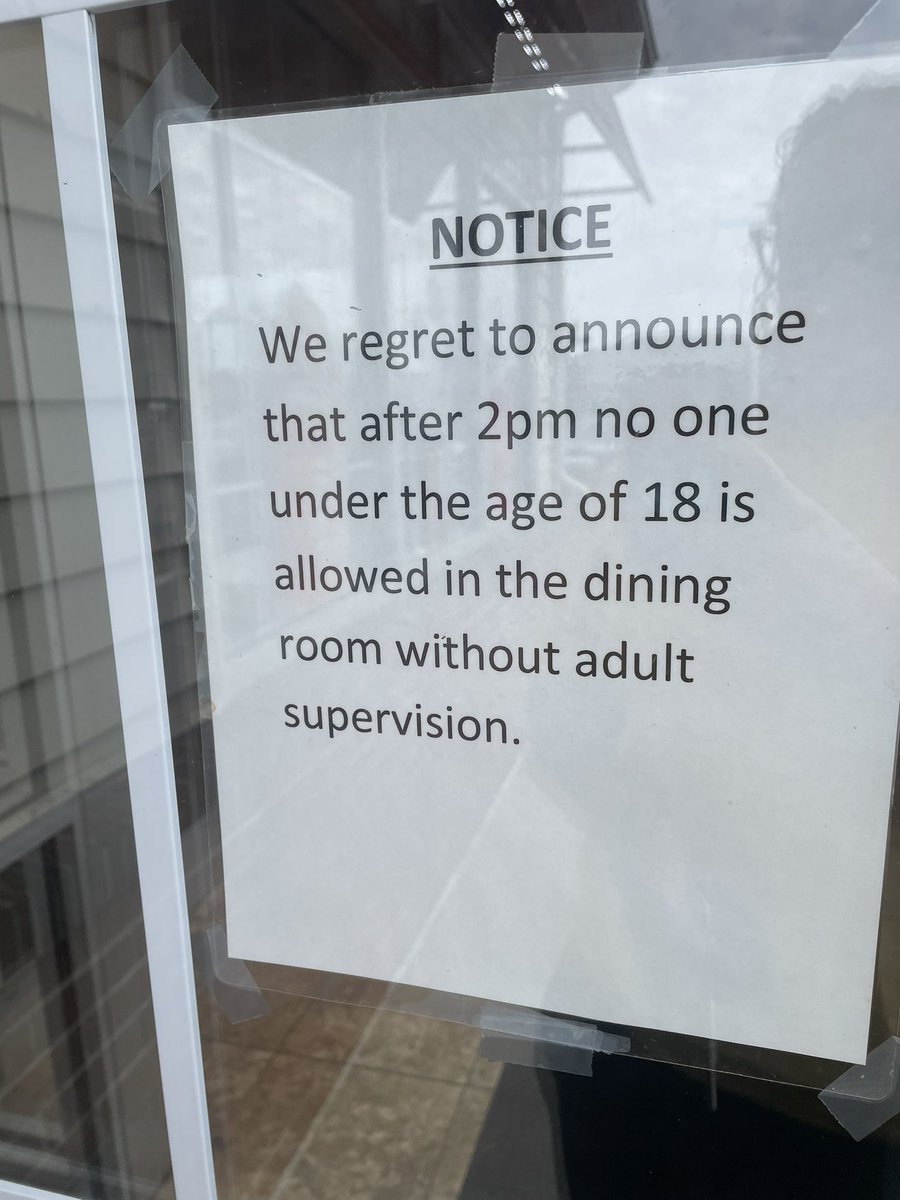 NOTICE
We regret to announce
that after 2pm no one
under the age of 18 is
allowed in the dining
room without adult
supervision.